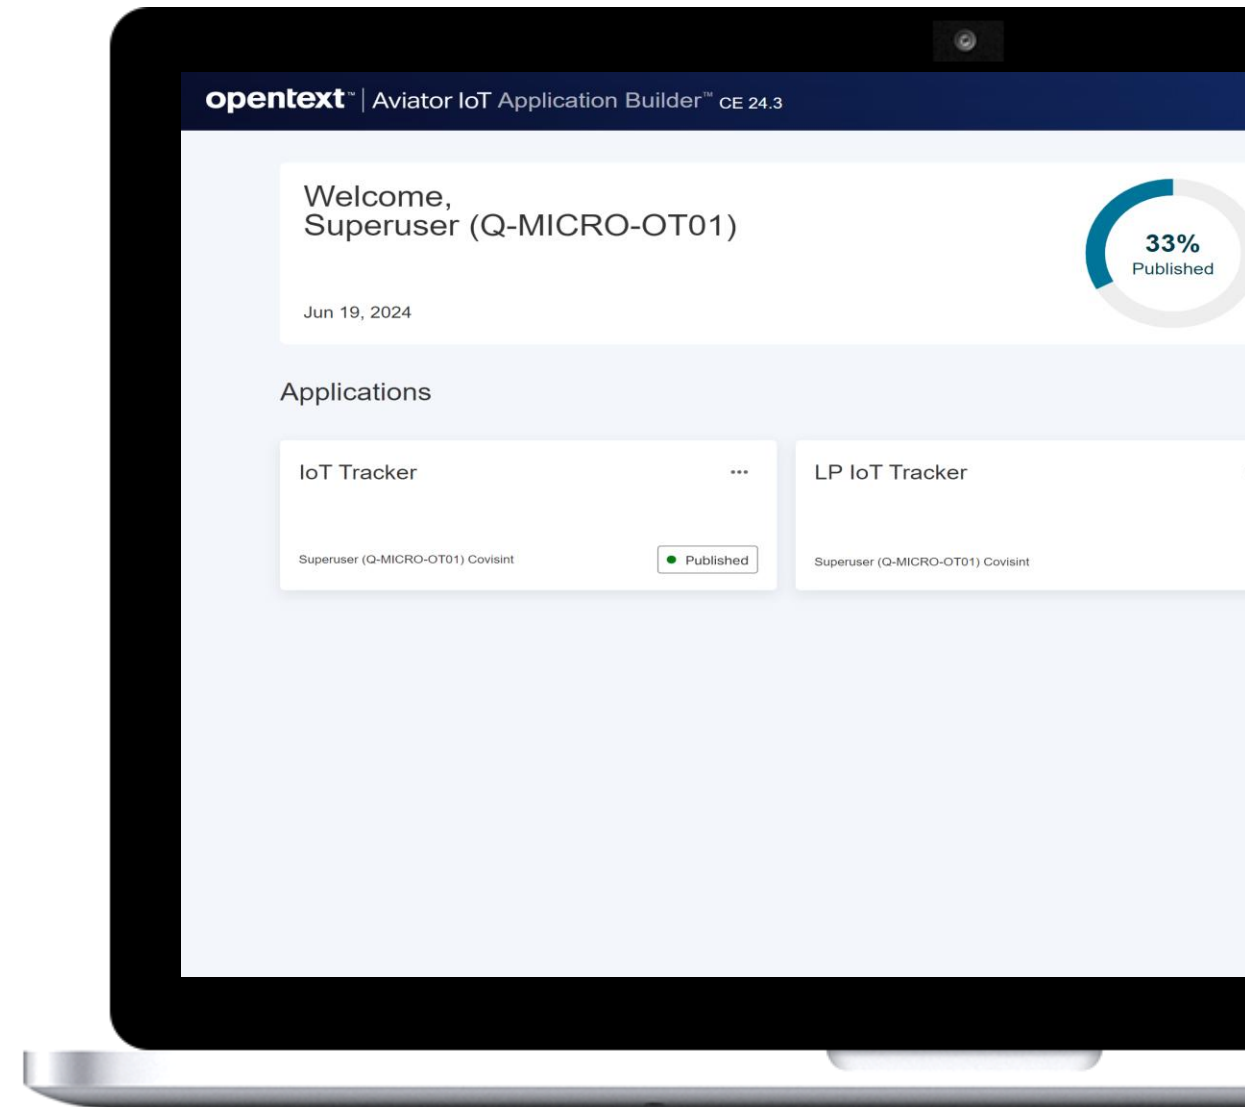 opentext™ | Aviator IoT Application Builder™ CE 24.3
Welcome,
Superuser (Q-MICRO-OT01)
Jun 19, 2024
33%
Published
Applications
IoT Tracker
Superuser (Q-MICRO-OT01) Covisint
Published
LP IoT Tracker
Superuser (Q-MICRO-OT01) Covisint